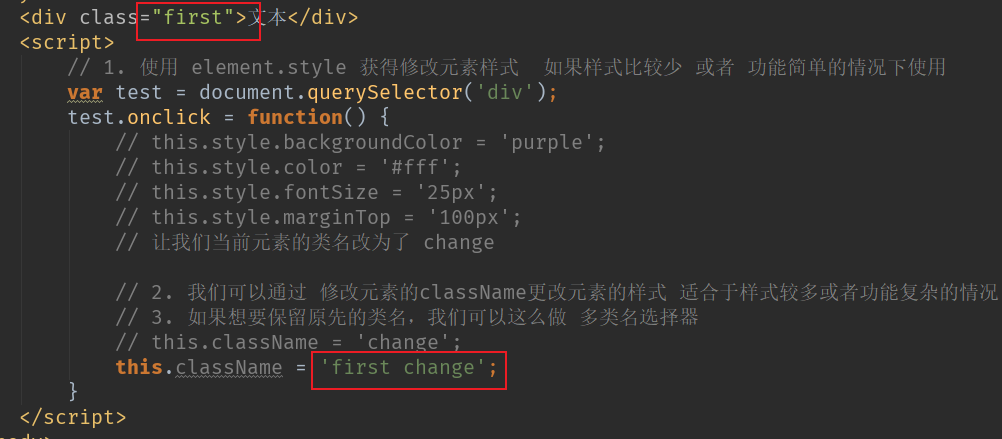 <div class="first">文本</div>
<script>
// 1. 使用 element.style 获得修改元素样式  如果样式比较少 或者 功能简单的情况下使用
var test = document.querySelector('div');
test.onclick = function() {
// this.style.backgroundColor = 'purple';
// this.style.color = '#fff';
// this.style.fontSize = '25px';
// this.style.marginTop = '100px';
// 让我们当前元素的类名改为了 change
// 2. 我们可以通过 修改元素的className更改元素的样式 适合于样式较多或者功能复杂的情况
// 3. 如果想要保留原先的类名，我们可以这么做 多类名选择器
// this.className = 'change';
this.className = 'first change';
}
</script>